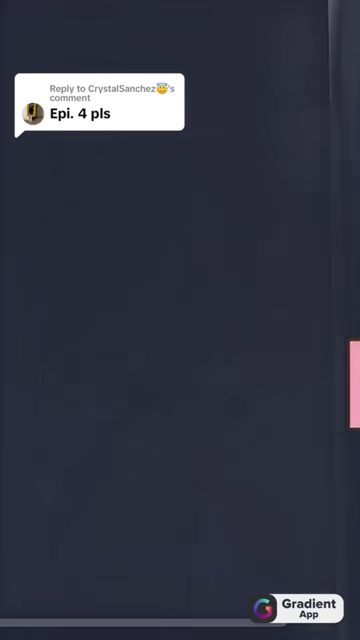 Reply to CrystalSanchez😇's
comment
Epi. 4 pls
Gradient
App